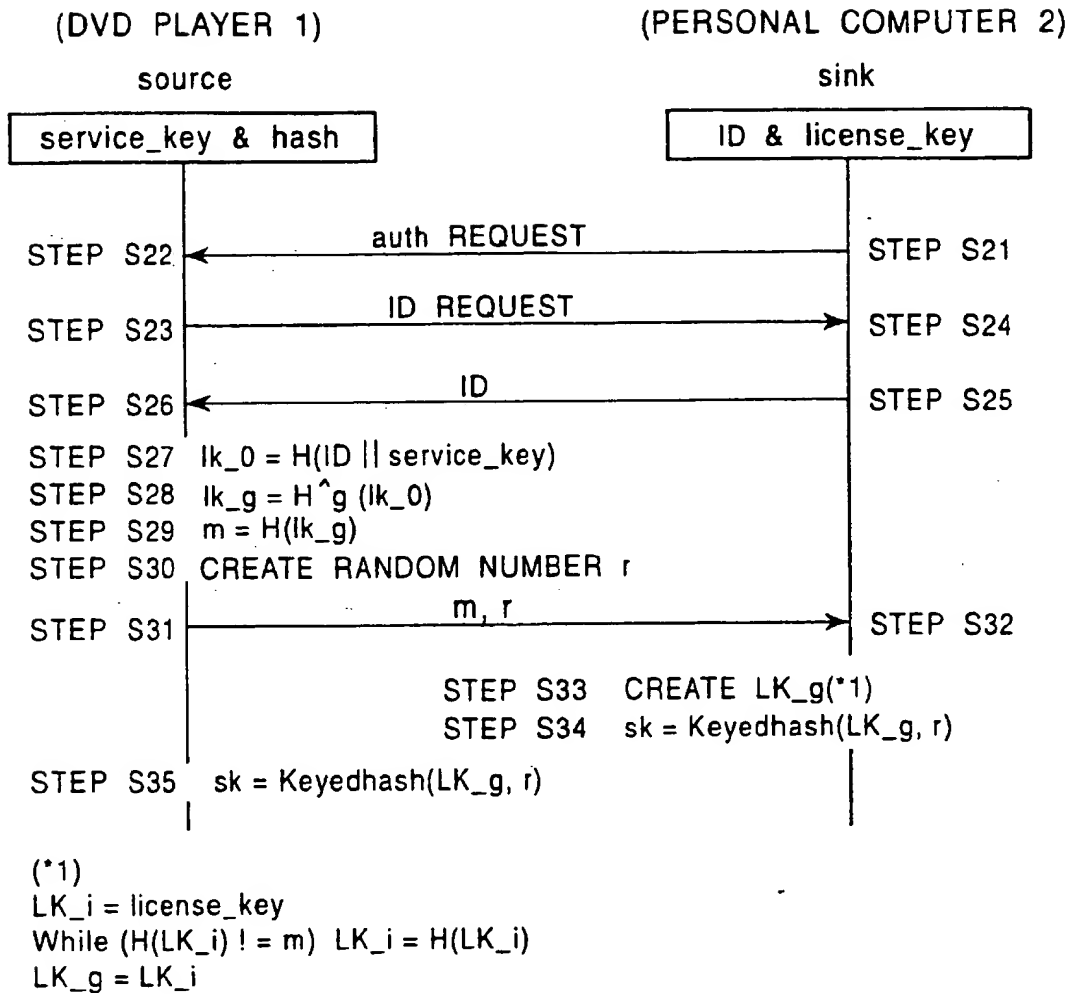 (DVD PLAYER 1) (PERSONAL COMPUTER 2)
source sink
service_key & hash ID & license_key
STEP S22 auth REQUEST STEP S21
STEP S23 ID REQUEST STEP S24
STEP S26 ID STEP S25
STEP S27 lk_0 = H(ID || service_key)
STEP S28 lk_g = H^g (lk_0)
STEP S29 m = H(lk_g)
STEP S30 CREATE RANDOM NUMBER r
STEP S31 m, r STEP S32
STEP S33 CREATE LK_g(*1)
STEP S34 sk = Keyedhash(LK_g, r)
STEP S35 sk = Keyedhash(LK_g, r)
(*1)
LK_i = license_key
While (H(LK_i) ! = m) LK_i = H(LK_i)
LK_g = LK_i